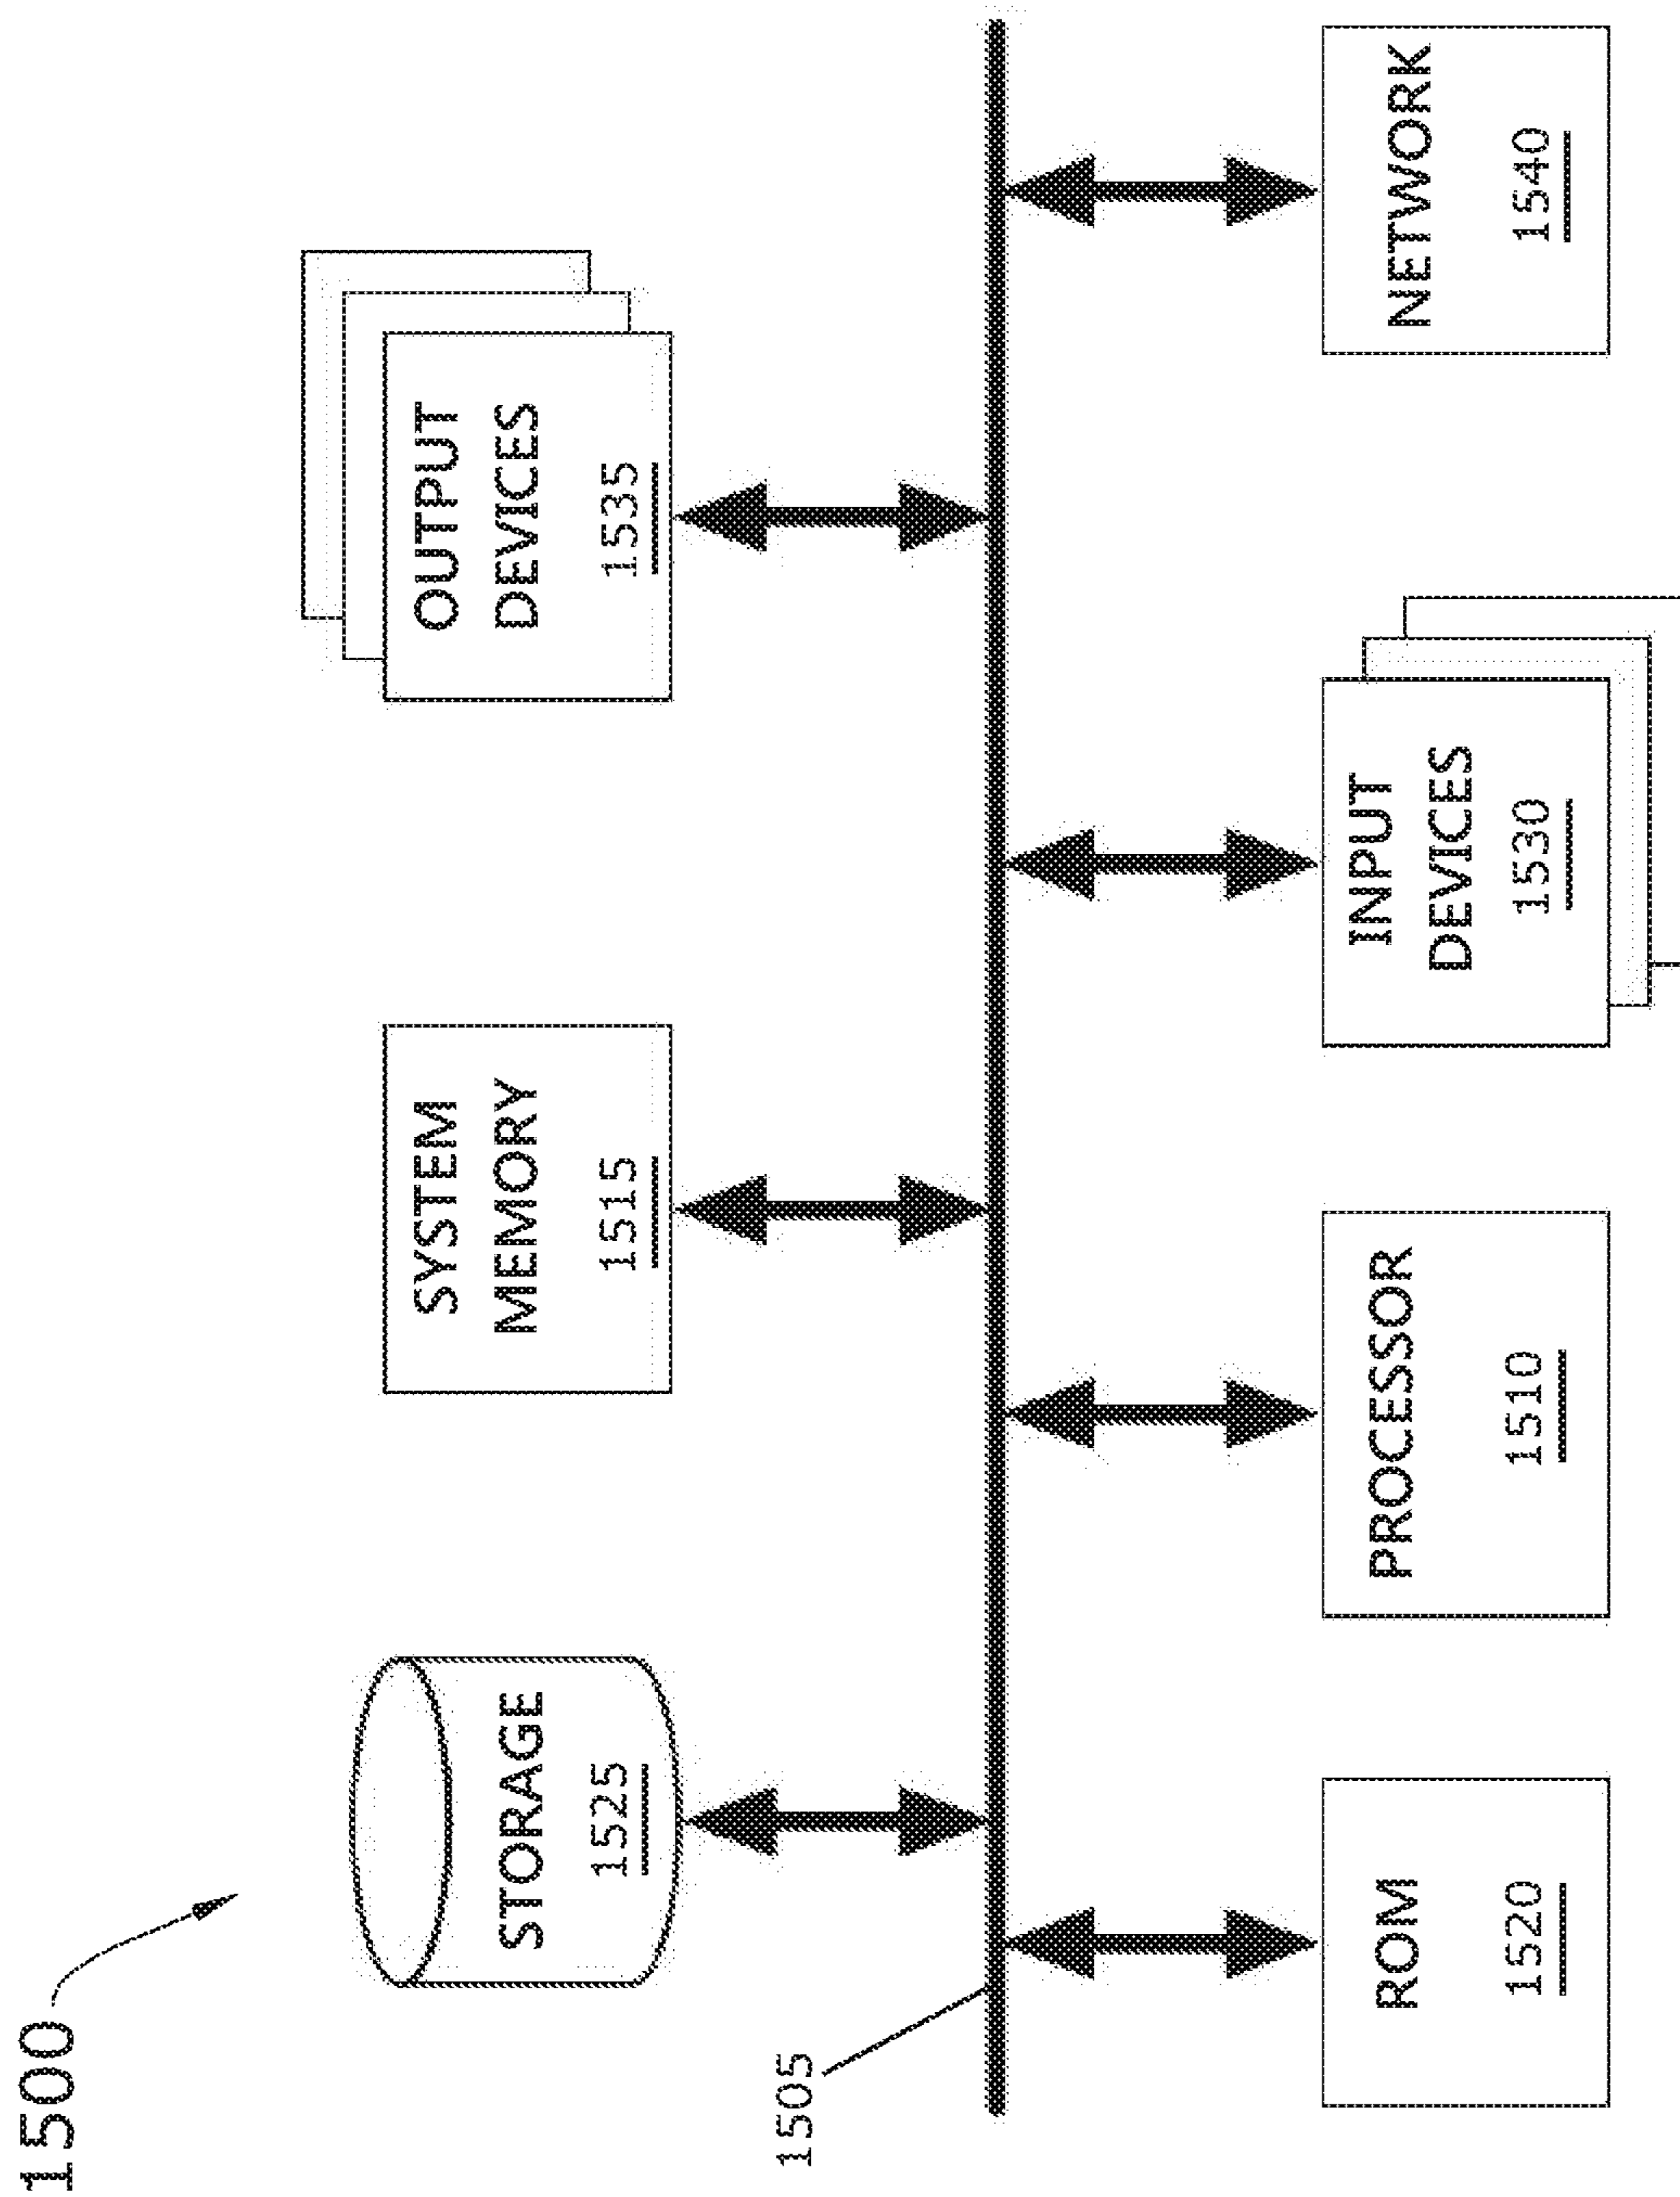 1500
STORAGE
1525
SYSTEM
MEMORY
1515
OUTPUT
DEVICES
1535
1505
ROM
1520
PROCESSOR
1510
INPUT
DEVICES
1530
NETWORK
1540